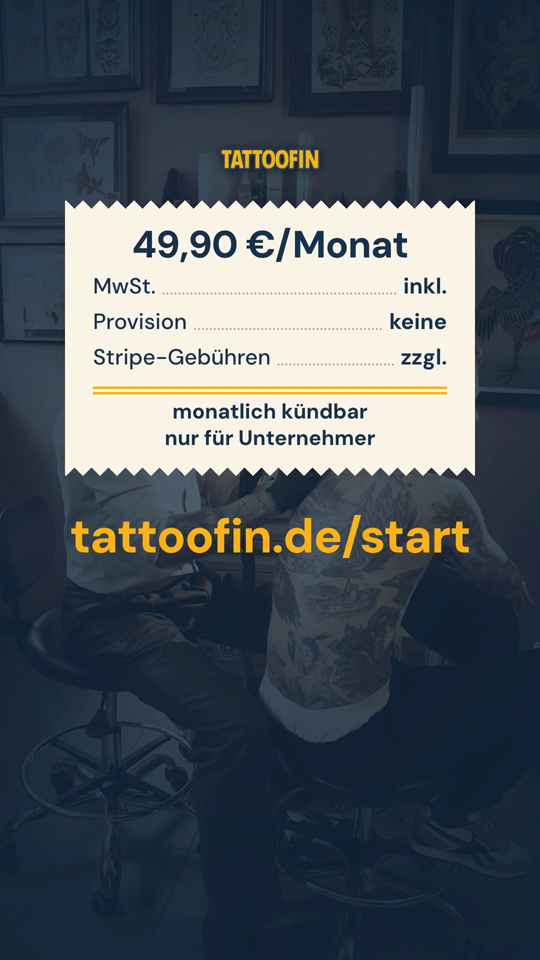 TATTOOFIN
49,90 €/Monat
MwSt. inkl.
Provision keine
Stripe-Gebühren zzgl.
monatlich kündbar
nur für Unternehmer
tattoofin.de/start